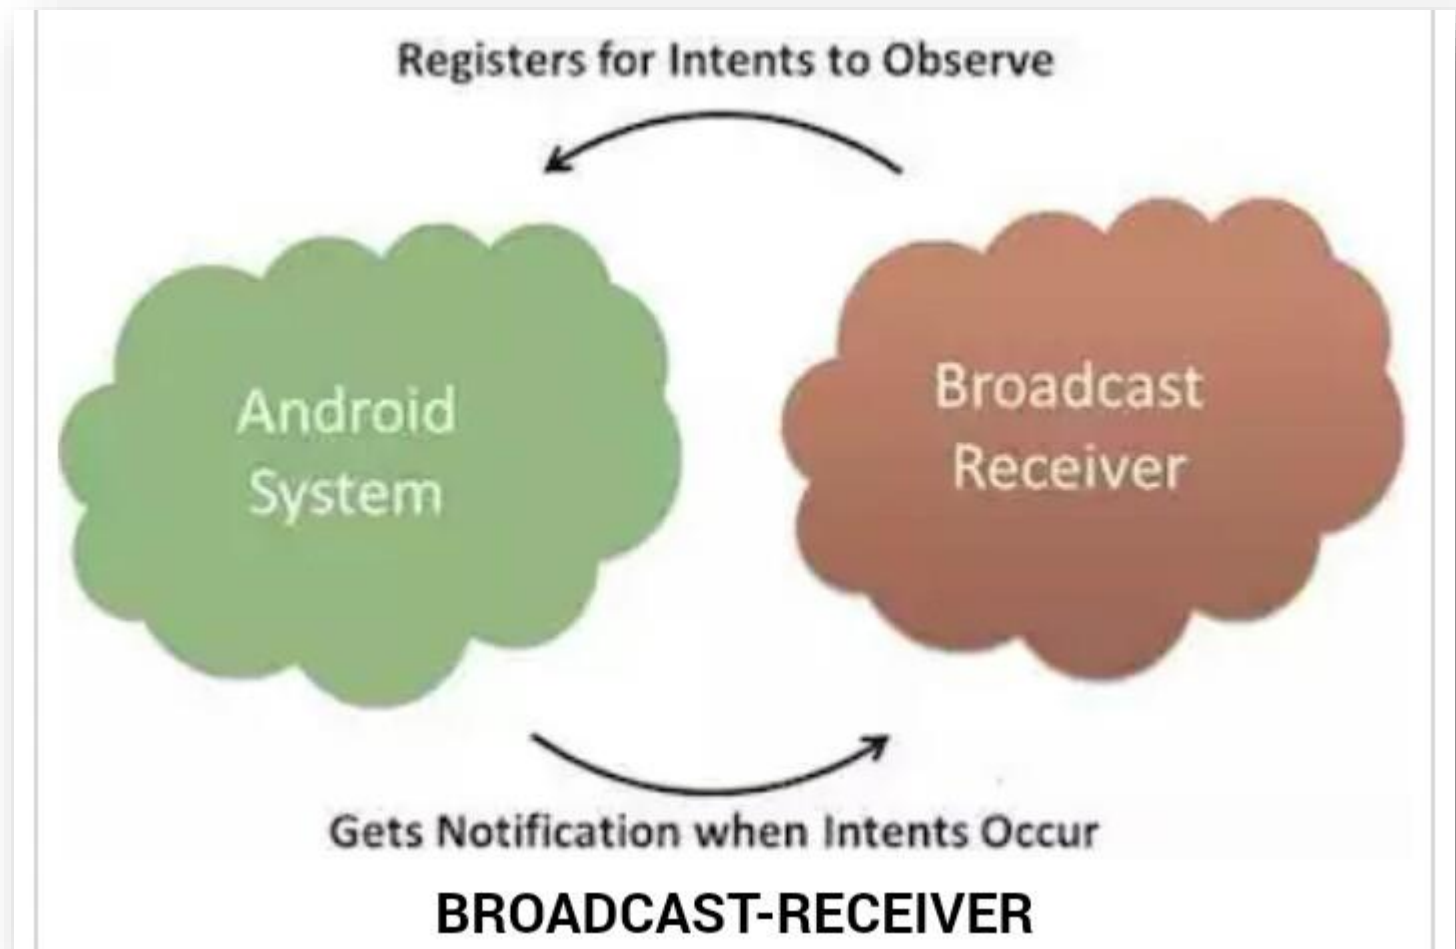 Registers for Intents to Observe
Android
System
Broadcast
Receiver
Gets Notification when Intents Occur
BROADCAST-RECEIVER